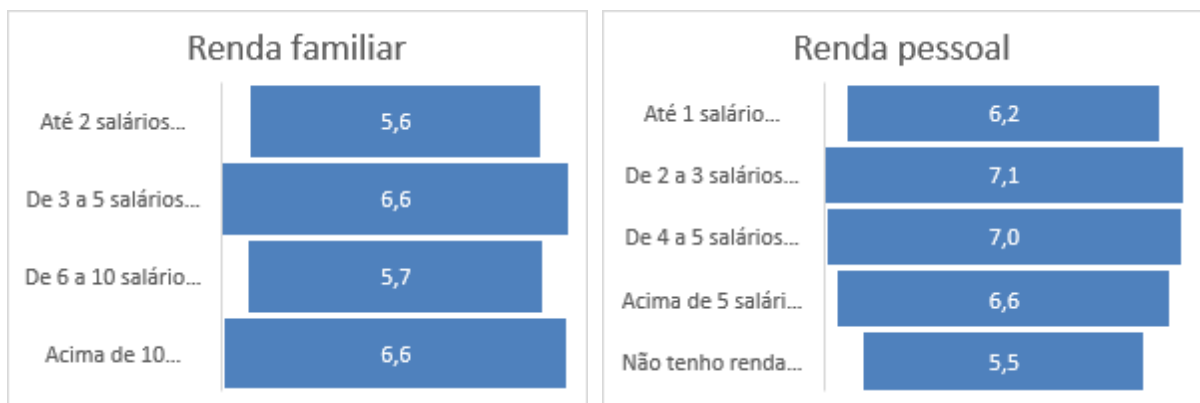 Renda familiar
Até 2 salários... 5,6
De 3 a 5 salários... 6,6
De 6 a 10 salário... 5,7
Acima de 10... 6,6
Renda pessoal
Até 1 salário... 6,2
De 2 a 3 salários... 7,1
De 4 a 5 salários... 7,0
Acima de 5 salári... 6,6
Não tenho renda... 5,5